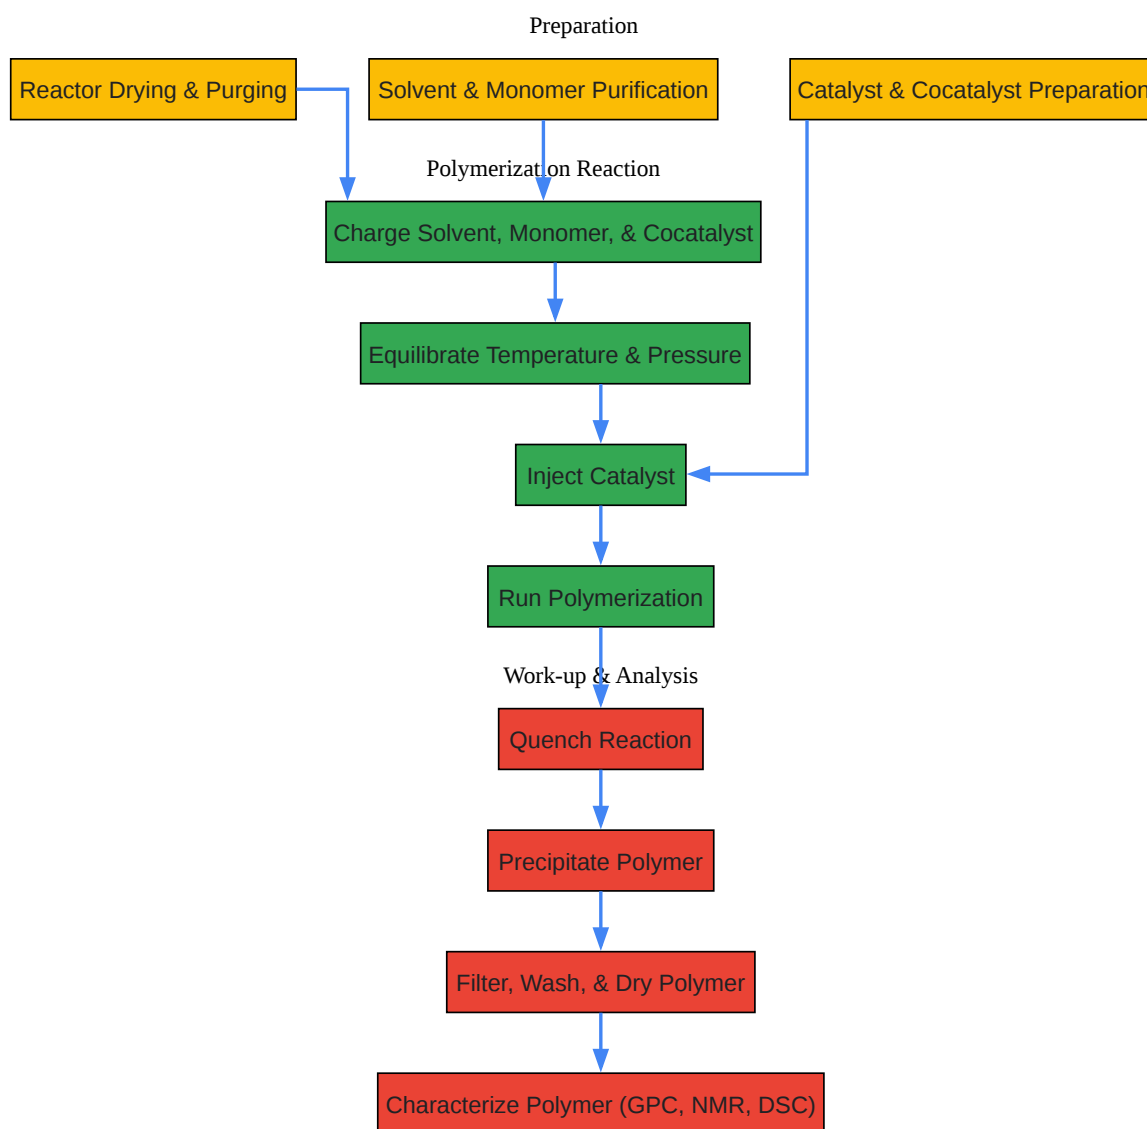 Preparation
Reactor Drying & Purging
Solvent & Monomer Purification
Catalyst & Cocatalyst Preparation
Polymerization Reaction
Charge Solvent, Monomer, & Cocatalyst
Equilibrate Temperature & Pressure
Inject Catalyst
Run Polymerization
Work-up & Analysis
Quench Reaction
Precipitate Polymer
Filter, Wash, & Dry Polymer
Characterize Polymer (GPC, NMR, DSC)